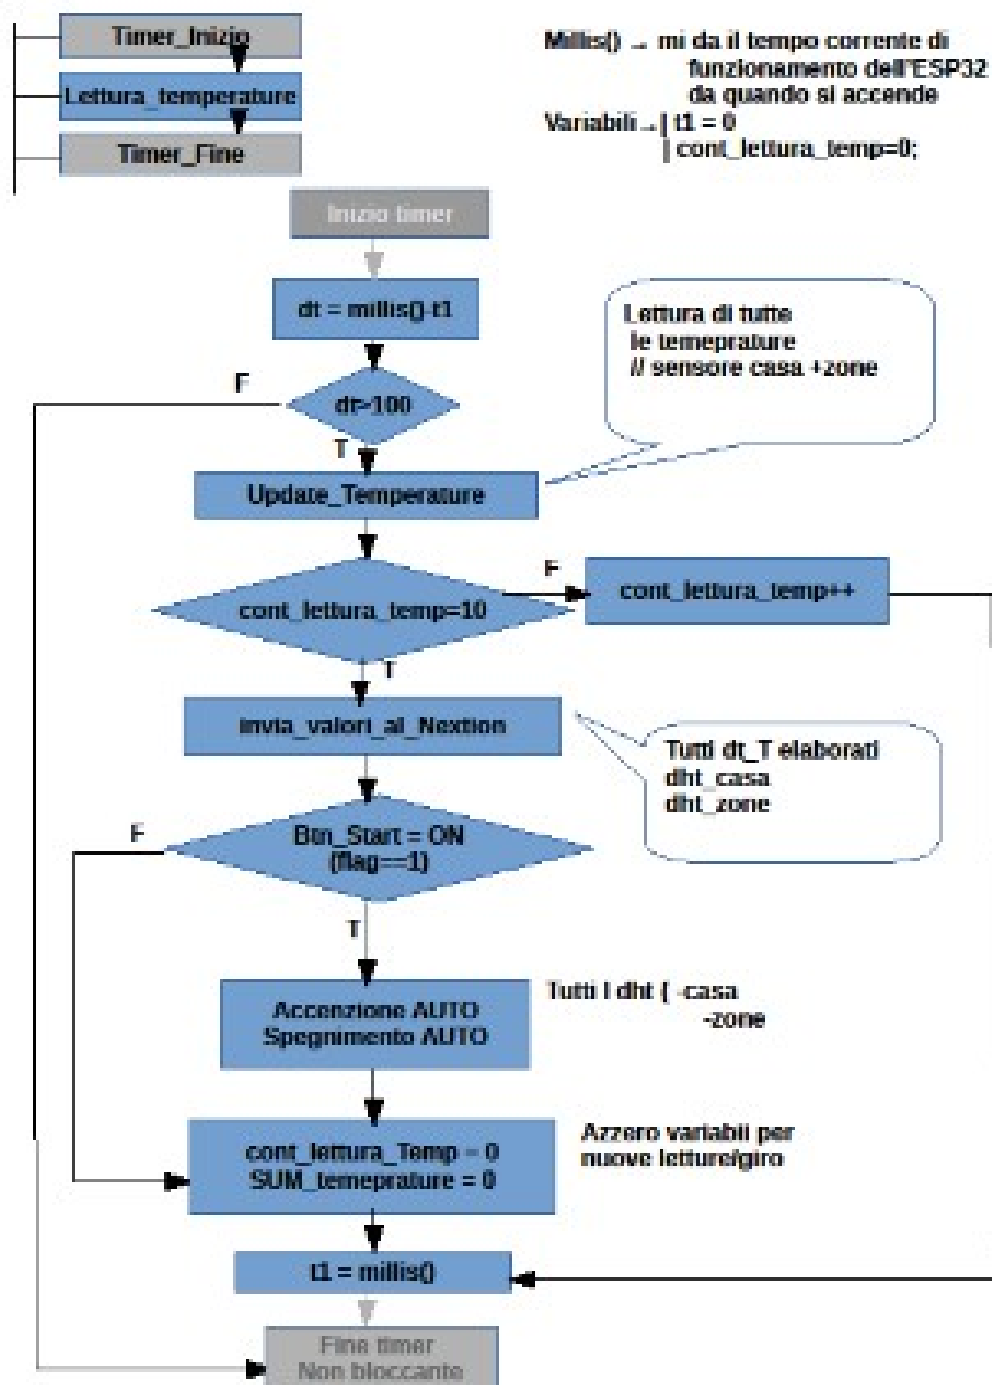 Timer_Inizio
Lettura_temperature
Timer_Fine
Millis() → mi da il tempo corrente di
funzionamento dell'ESP32
da quando si accende
Variabili →| t1 = 0
| cont_lettura_temp=0;
Inizio timer
dt = millis()-t1
Lettura di tutte
le temeprature
// sensore casa +zone
F
dt>100
T
Update_Temperature
cont_lettura_temp=10
F
cont_lettura_temp++
T
invia_valori_al_Nextion
Tutti dt_T elaborati
dht_casa
dht_zone
F
Btn_Start = ON
(flag==1)
T
Accenzione AUTO
Spegnimento AUTO
Tutti I dht { -casa
-zone
cont_lettura_Temp = 0
SUM_temeprature = 0
Azzero variabii per
nuove letture/giro
t1 = millis()
Fine timer
Non bloccante